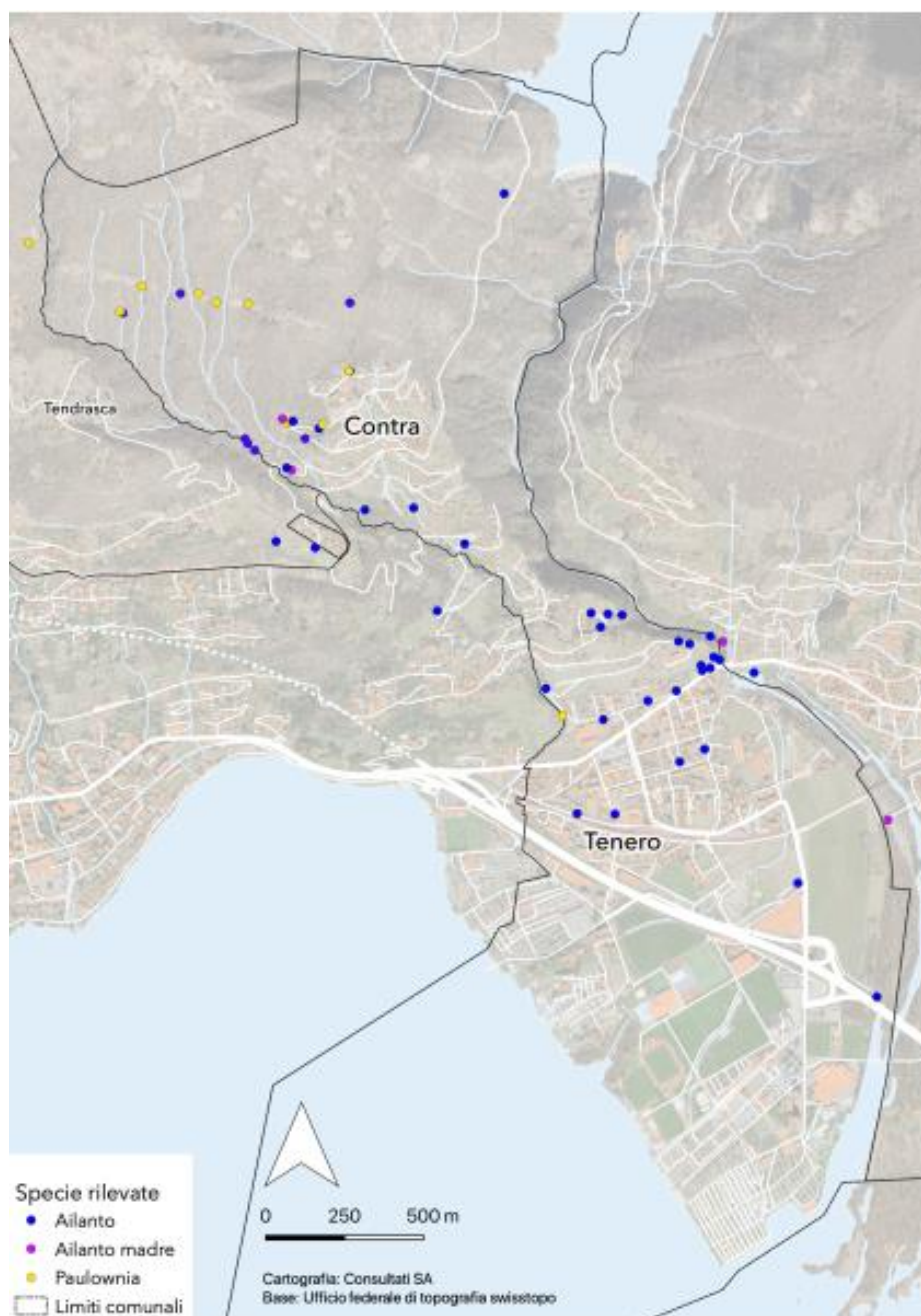 Tendrasca
Contra
Tenero
Specie rilevate
Ailanto
Ailanto madre
Paulownia
Limiti comunali
0 250 500 m
Cartografia: Consultati SA
Base: Ufficio federale di topografia swisstopo